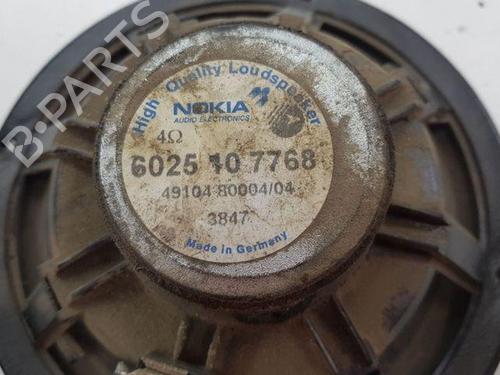 High Quality Loudspeaker
NOKIA
AUDIO ELECTRONICS
4Ω
6025 10 7768
49104 80004/04
3847
Made in Germany
B-PARTS